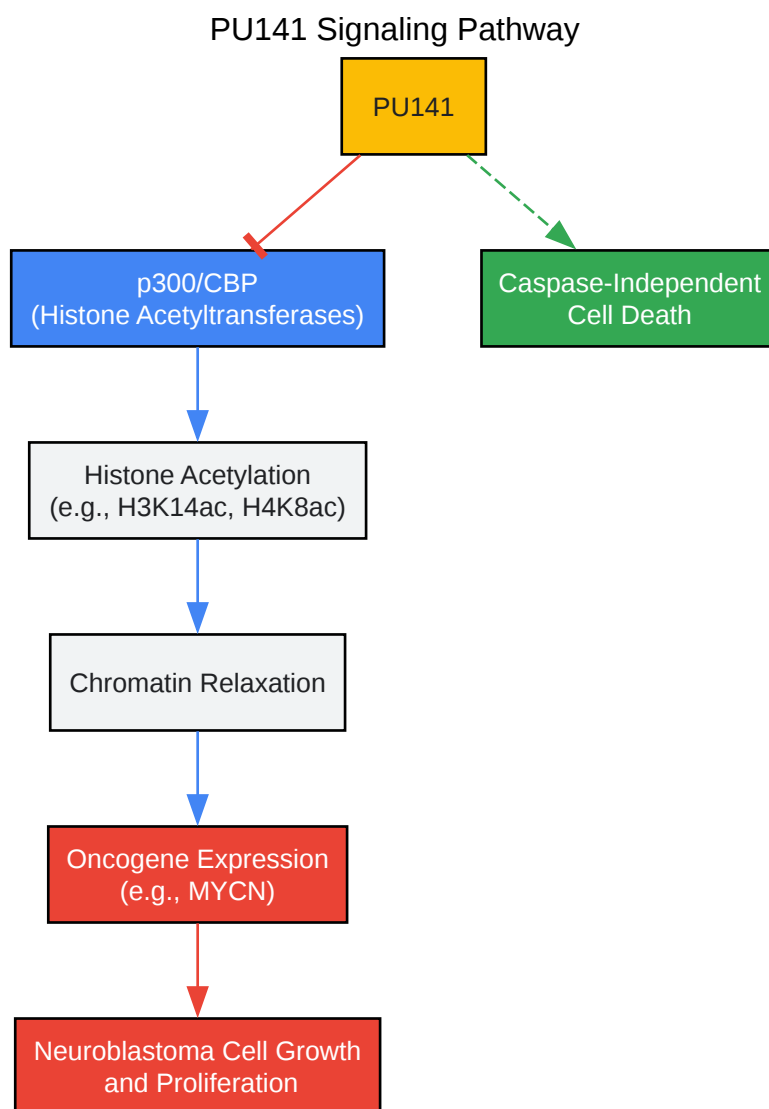 PU141 Signaling Pathway
PU141
p300/CBP
(Histone Acetyltransferases)
Caspase-Independent
Cell Death
Histone Acetylation
(e.g., H3K14ac, H4K8ac)
Chromatin Relaxation
Oncogene Expression
(e.g., MYCN)
Neuroblastoma Cell Growth
and Proliferation